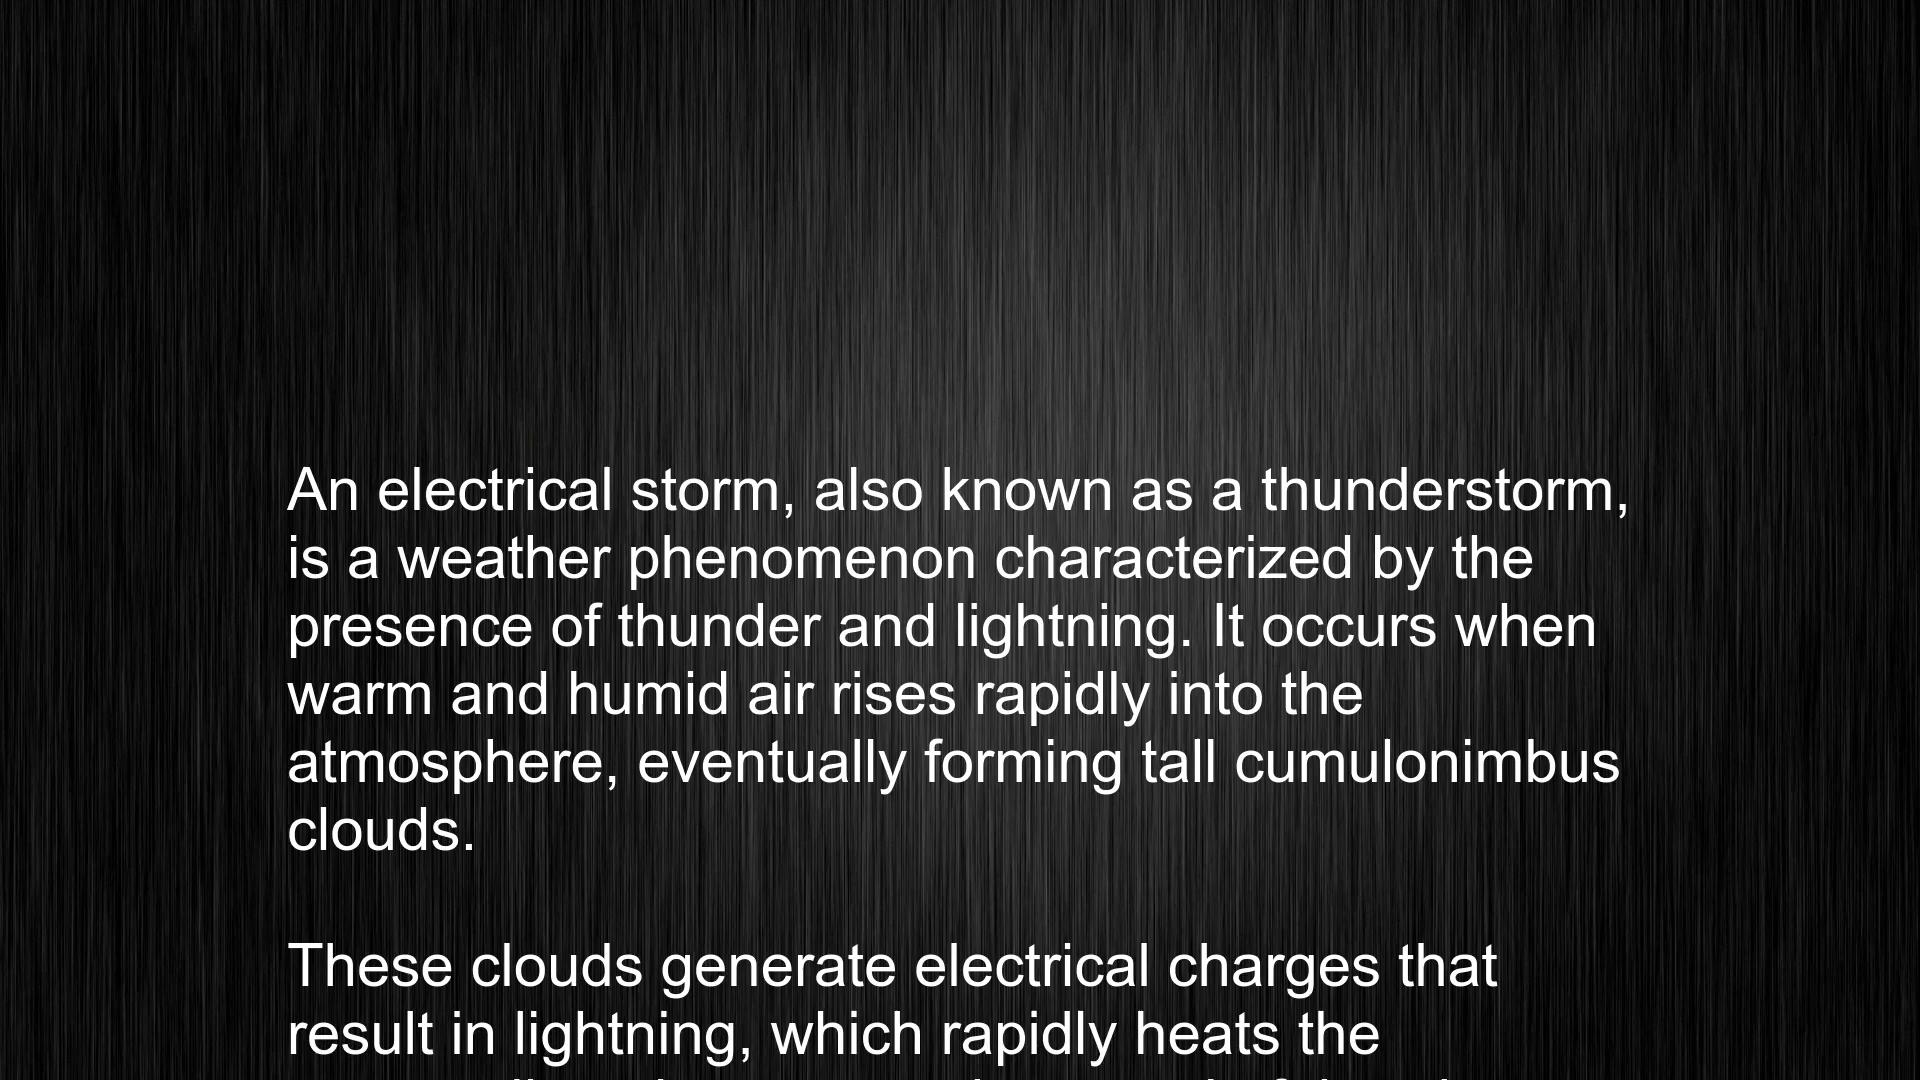 An electrical storm, also known as a thunderstorm,
is a weather phenomenon characterized by the
presence of thunder and lightning. It occurs when
warm and humid air rises rapidly into the
atmosphere, eventually forming tall cumulonimbus
clouds.
These clouds generate electrical charges that
result in lightning, which rapidly heats the